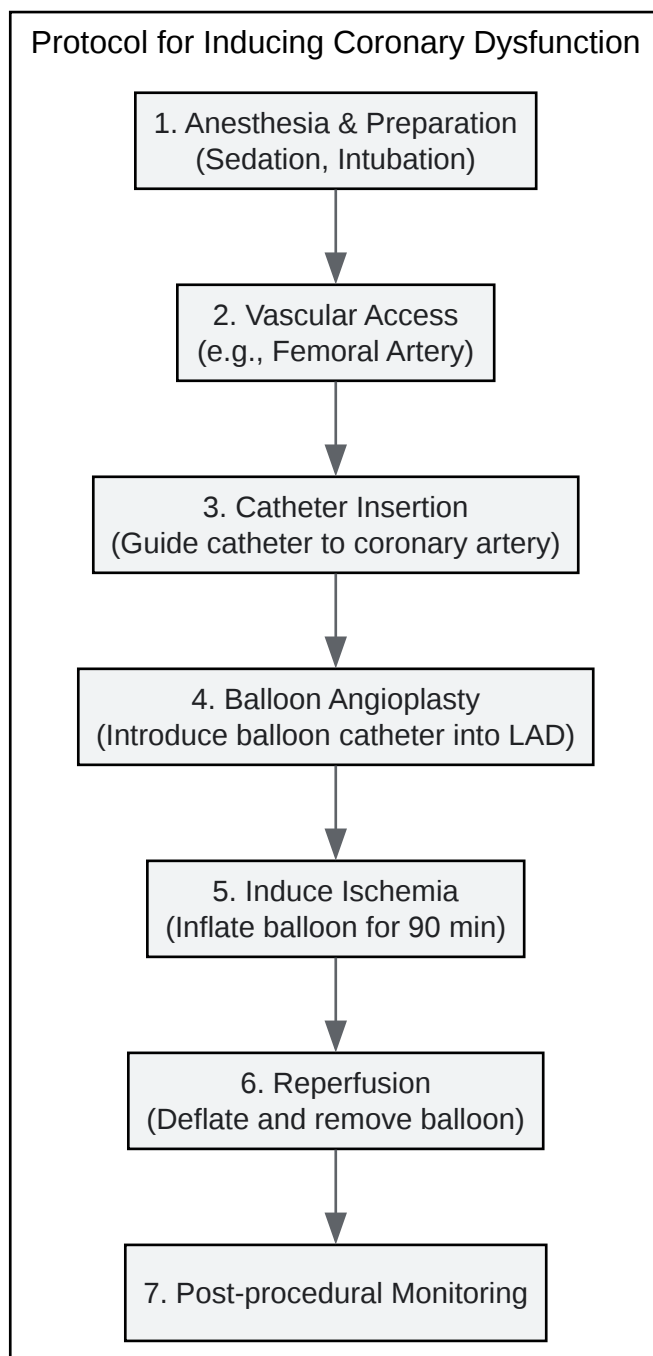 Protocol for Inducing Coronary Dysfunction
1. Anesthesia & Preparation
(Sedation, Intubation)
2. Vascular Access
(e.g., Femoral Artery)
3. Catheter Insertion
(Guide catheter to coronary artery)
4. Balloon Angioplasty
(Introduce balloon catheter into LAD)
5. Induce Ischemia
(Inflate balloon for 90 min)
6. Reperfusion
(Deflate and remove balloon)
7. Post-procedural Monitoring